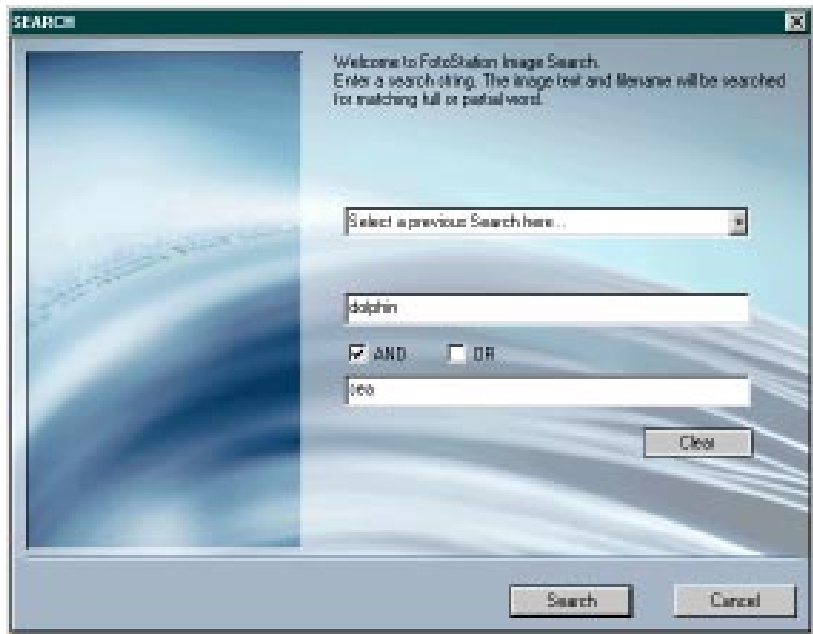 SEARCH
Welcome to FotoStation Image Search.
Enter a search string. The image text and filename will be searched
for matching full or partial word.
Select a previous Search here...
dolphin
AND OR
sea
Clear
Search Cancel